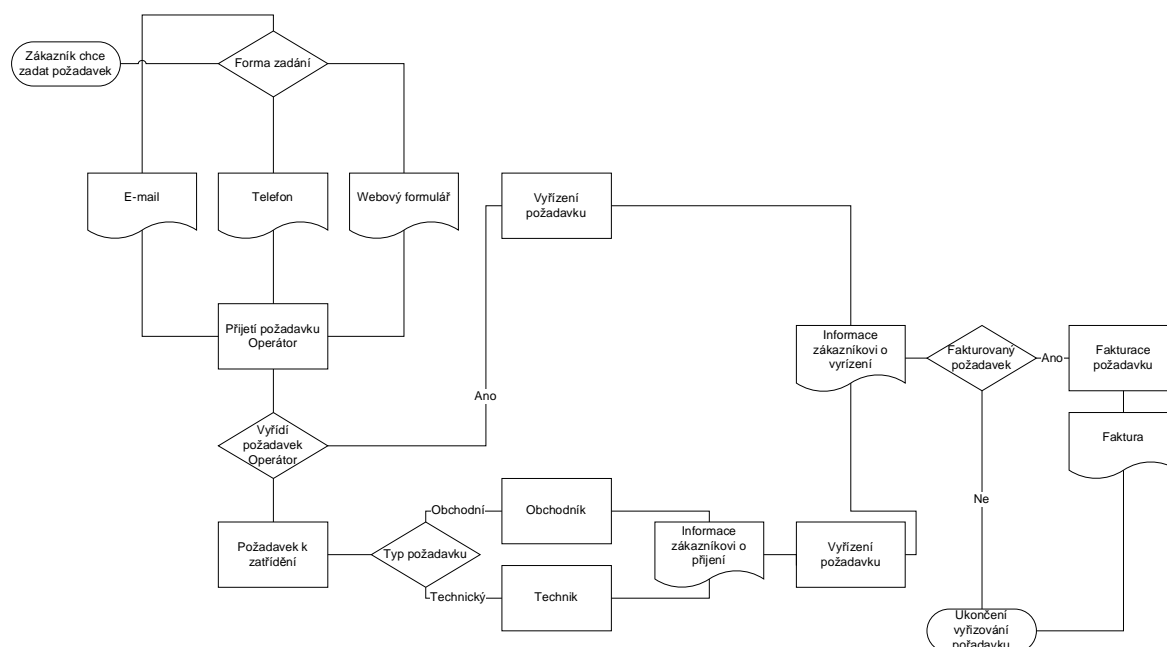 Zákazník chce
zadat požadavek
Forma zadání
E-mail
Telefon
Webový formulář
Vyřízení
požadavku
Přijetí požadavku
Operátor
Informace
zákazníkovi o
vyrízení
Fakturovaný
požadavek
Ano
Fakturace
požadavku
Ano
Vyřídí
požadavek
Operátor
Faktura
Ne
Obchodní
Obchodník
Požadavek k
zatřídění
Typ požadavku
Informace
zákazníkovi o
přijení
Vyřízení
požadavku
Technický
Technik
Ukončení
vyřizování
pořadavku